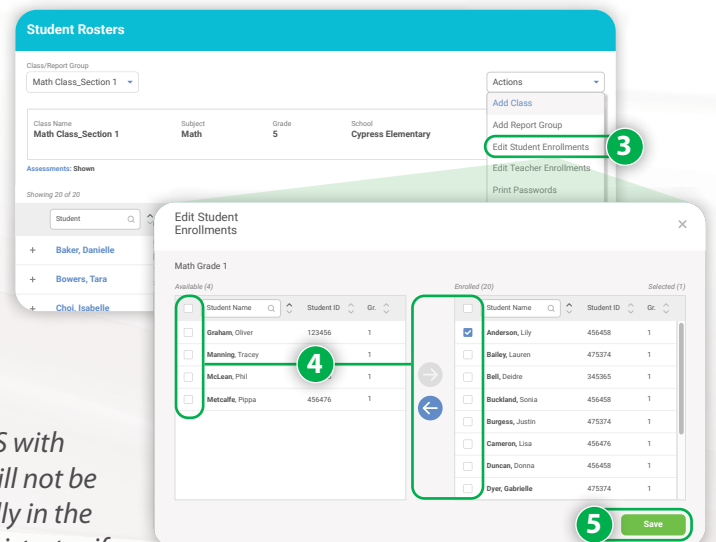 Student Rosters
Class/Report Group
Math Class_Section 1
Actions
Add Class
Add Report Group
Edit Student Enrollments
3
Edit Teacher Enrollments
Print Passwords
Class Name Subject Grade School
Math Class_Section 1 Math 5 Cypress Elementary
Assessments: Shown
Showing 20 of 20
Student
+ Baker, Danielle
+ Bowers, Tara
+ Choi, Isabelle
Edit Student
Enrollments
×
Math Grade 1
Available (4)
Student Name Student ID Gr.
Graham, Oliver 123456 1
Manning, Tracey 1
McLean, Phil 1
Metcalfe, Pippa 456476 1
4
Enrolled (20) Selected (1)
Student Name Student ID Gr.
Anderson, Lily 456458 1
Bailey, Lauren 475374 1
Bell, Deidre 345365 1
Buckland, Sonia 456458 1
Burgess, Justin 475374 1
Cameron, Lisa 456476 1
Duncan, Donna 456458 1
Dyer, Gabrielle 475374 1
5
Save
with
not be
in the